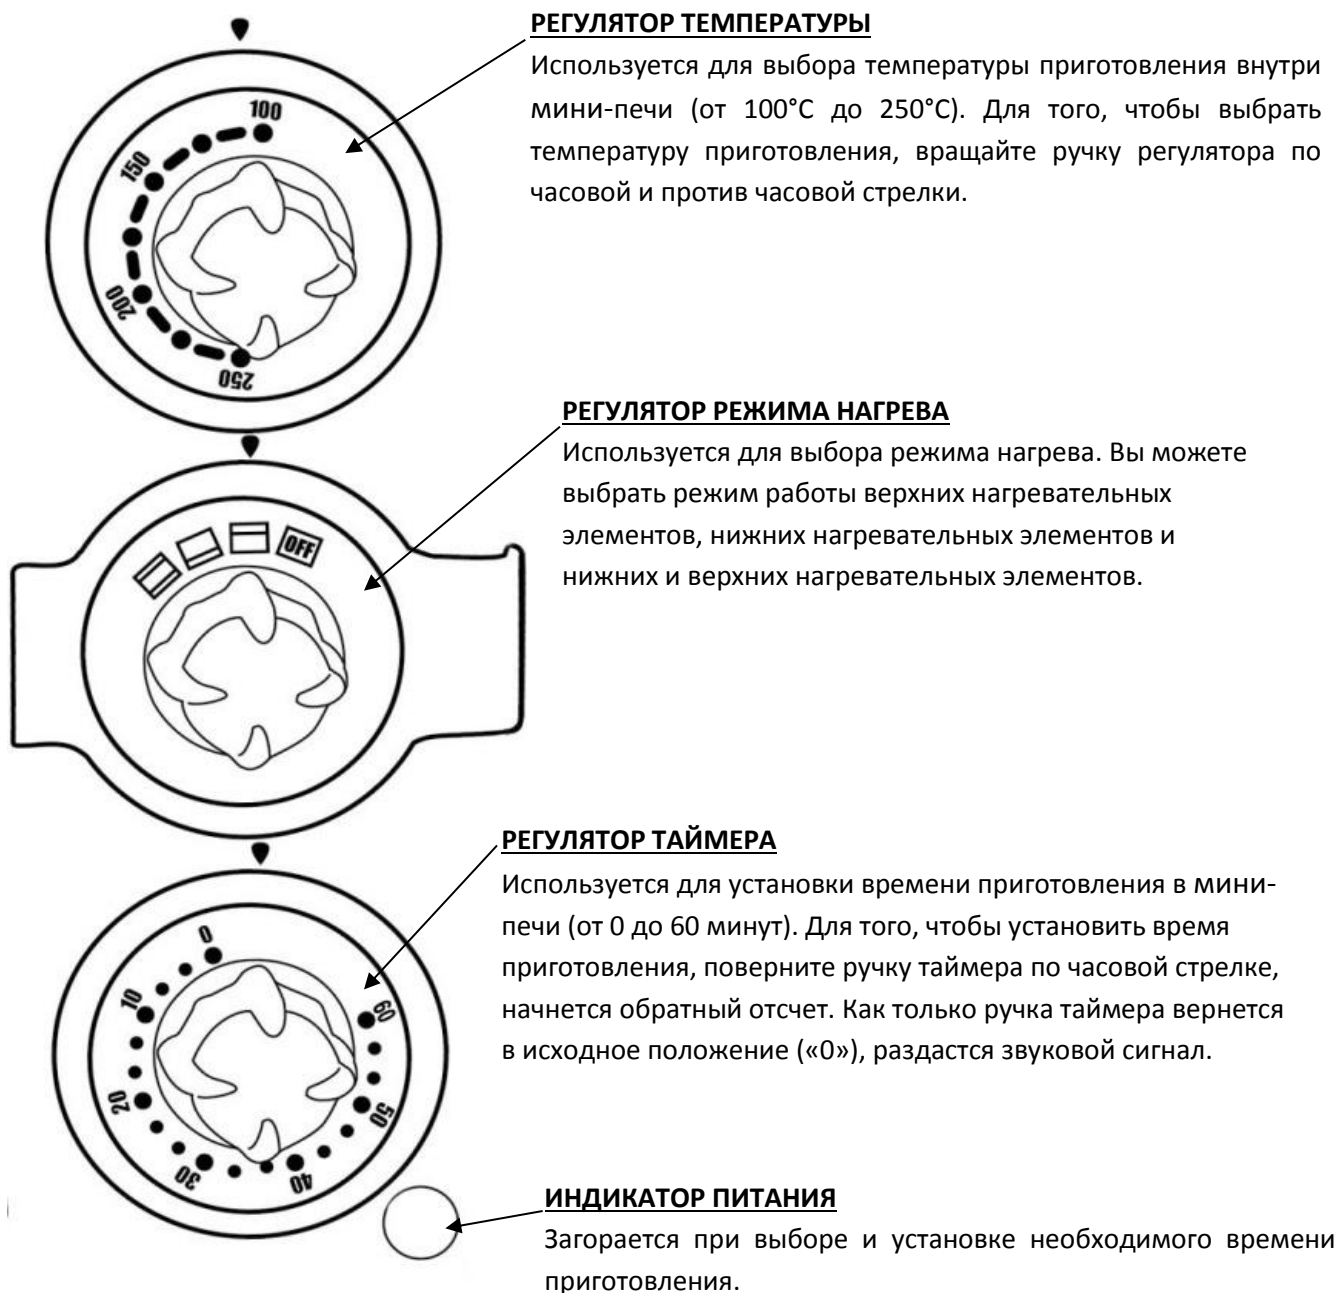 РЕГУЛЯТОР ТЕМПЕРАТУРЫ
Используется для выбора температуры приготовления внутри
мини-печи (от 100°С до 250°С). Для того, чтобы выбрать
температуру приготовления, вращайте ручку регулятора по
часовой и против часовой стрелки.
100
150
200
250
РЕГУЛЯТОР РЕЖИМА НАГРЕВА
Используется для выбора режима нагрева. Вы можете
выбрать режим работы верхних нагревательных
элементов, нижних нагревательных элементов и
нижних и верхних нагревательных элементов.
OFF
РЕГУЛЯТОР ТАЙМЕРА
Используется для установки времени приготовления в мини-
печи (от 0 до 60 минут). Для того, чтобы установить время
приготовления, поверните ручку таймера по часовой стрелке,
начнется обратный отсчет. Как только ручка таймера вернется
в исходное положение («0»), раздастся звуковой сигнал.
0
10
20
30
40
50
60
ИНДИКАТОР ПИТАНИЯ
Загорается при выборе и установке необходимого времени
приготовления.